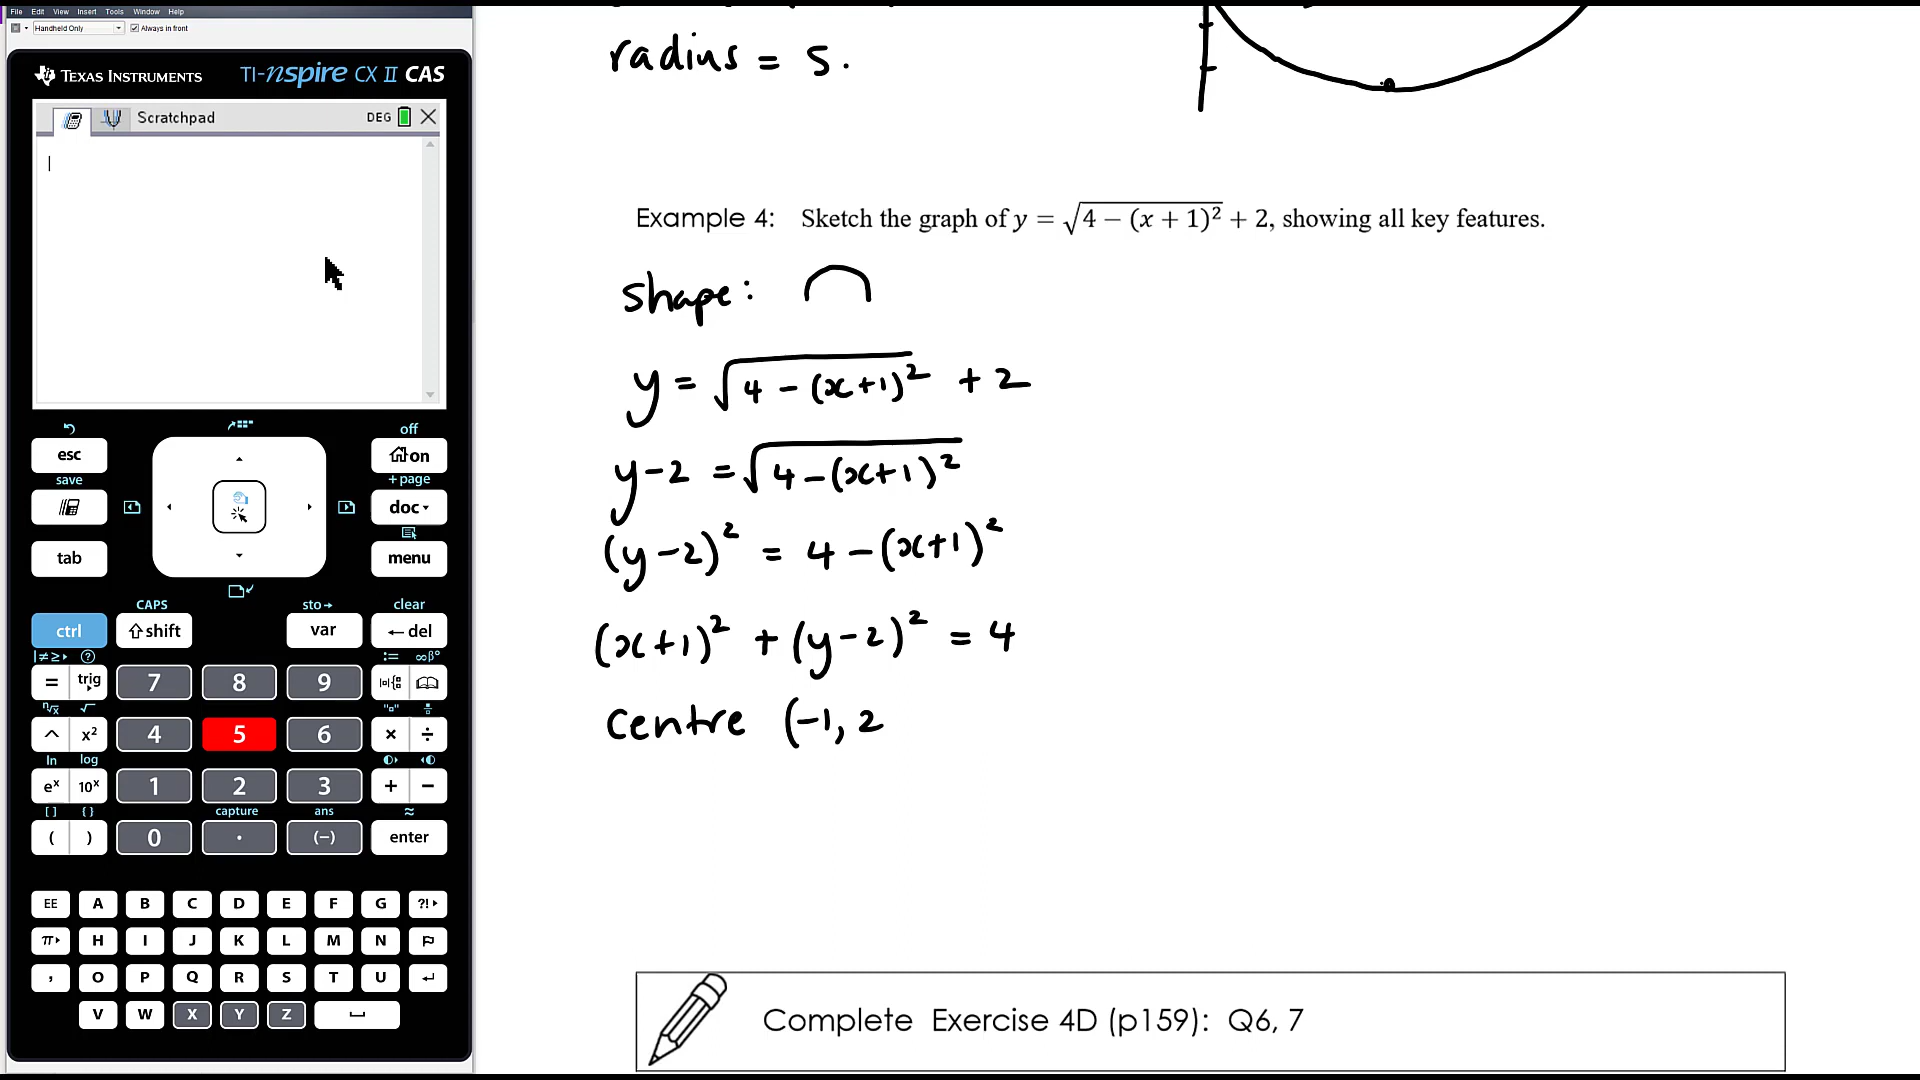 File Edit View Insert Tools Window Help
Handheld Only Always in front
TEXAS INSTRUMENTS TI-nspire CX II CAS
Scratchpad DEG
radius = 5.
Example 4: Sketch the graph of y = √(4 − (x + 1)²) + 2, showing all key features.
shape:
y = √(4 − (x+1)²) + 2
y−2 = √(4 − (x+1)²)
(y−2)² = 4 − (x+1)²
(x+1)² + (y−2)² = 4
centre (−1, 2
off
esc on
save + page
doc
tab menu
CAPS sto→ clear
ctrl ⇧shift var ←del
|≠≥▸ ? := ∞β°
= trig 7 8 9
ⁿ√x √ "▫"
^ x² 4 5 6 × ÷
ln log
eˣ 10ˣ 1 2 3 + −
[ ] { } capture ans ≈
( ) 0 . (−) enter
EE A B C D E F G ?!▸
π▸ H I J K L M N
, O P Q R S T U ↵
V W X Y Z
Complete Exercise 4D (p159): Q6, 7